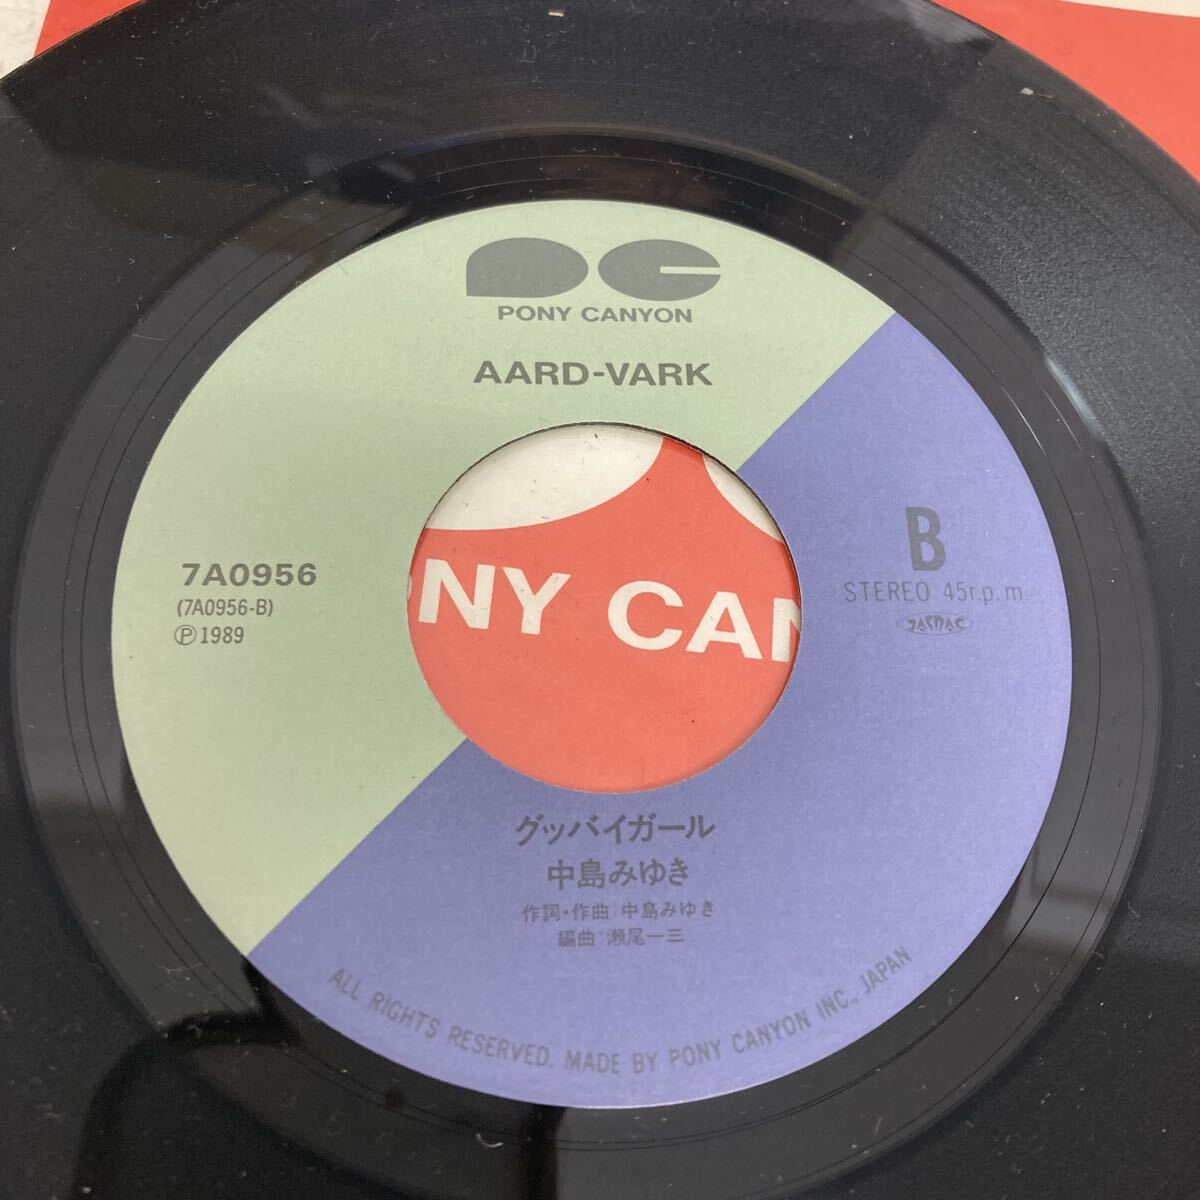 PONY CANYON
AARD-VARK
7A0956
(7A0956-B)
Ⓟ1989
B
STEREO 45r.p.m.
JASRAC
NY CAN
グッバイガール
中島みゆき
作詞・作曲:中島みゆき
編曲:瀬尾一三
ALL RIGHTS RESERVED. MADE BY PONY CANYON INC., JAPAN